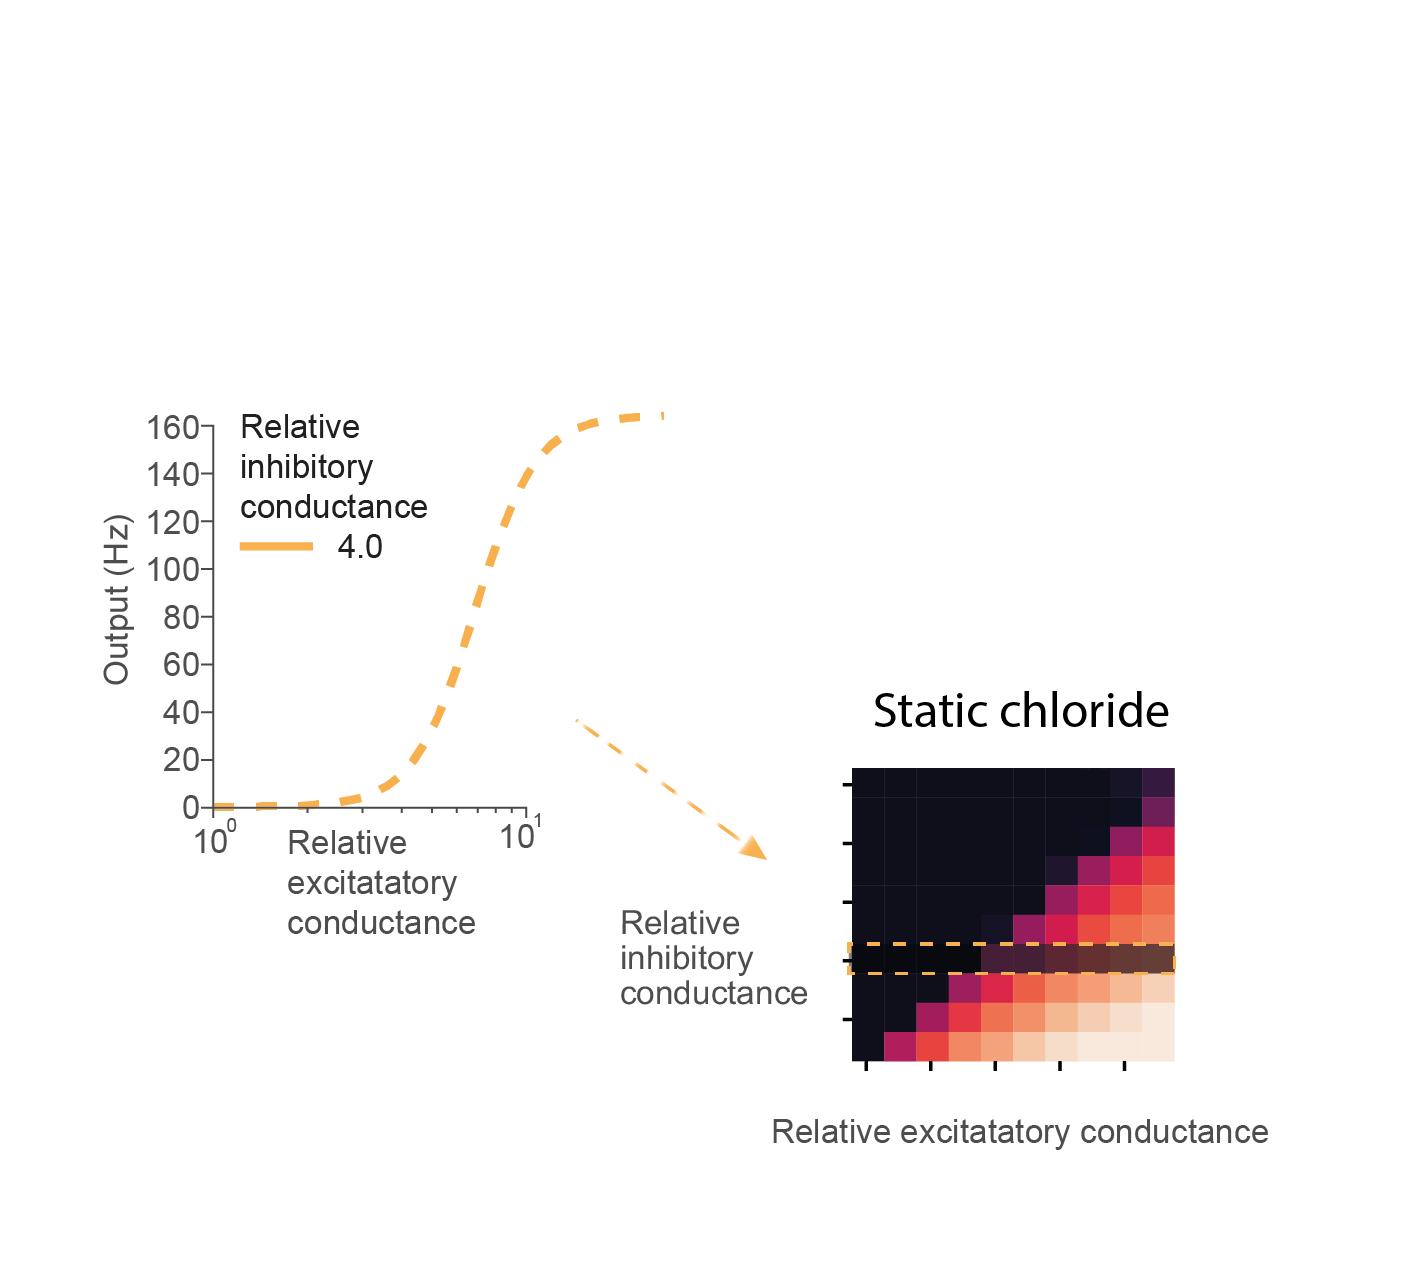 160
140
120
100
80
60
40
20
0
Output (Hz)
Relative
inhibitory
conductance
4.0
10^0
10^1
Relative
excitatatory
conductance
Static chloride
Relative
inhibitory
conductance
Relative excitatatory conductance